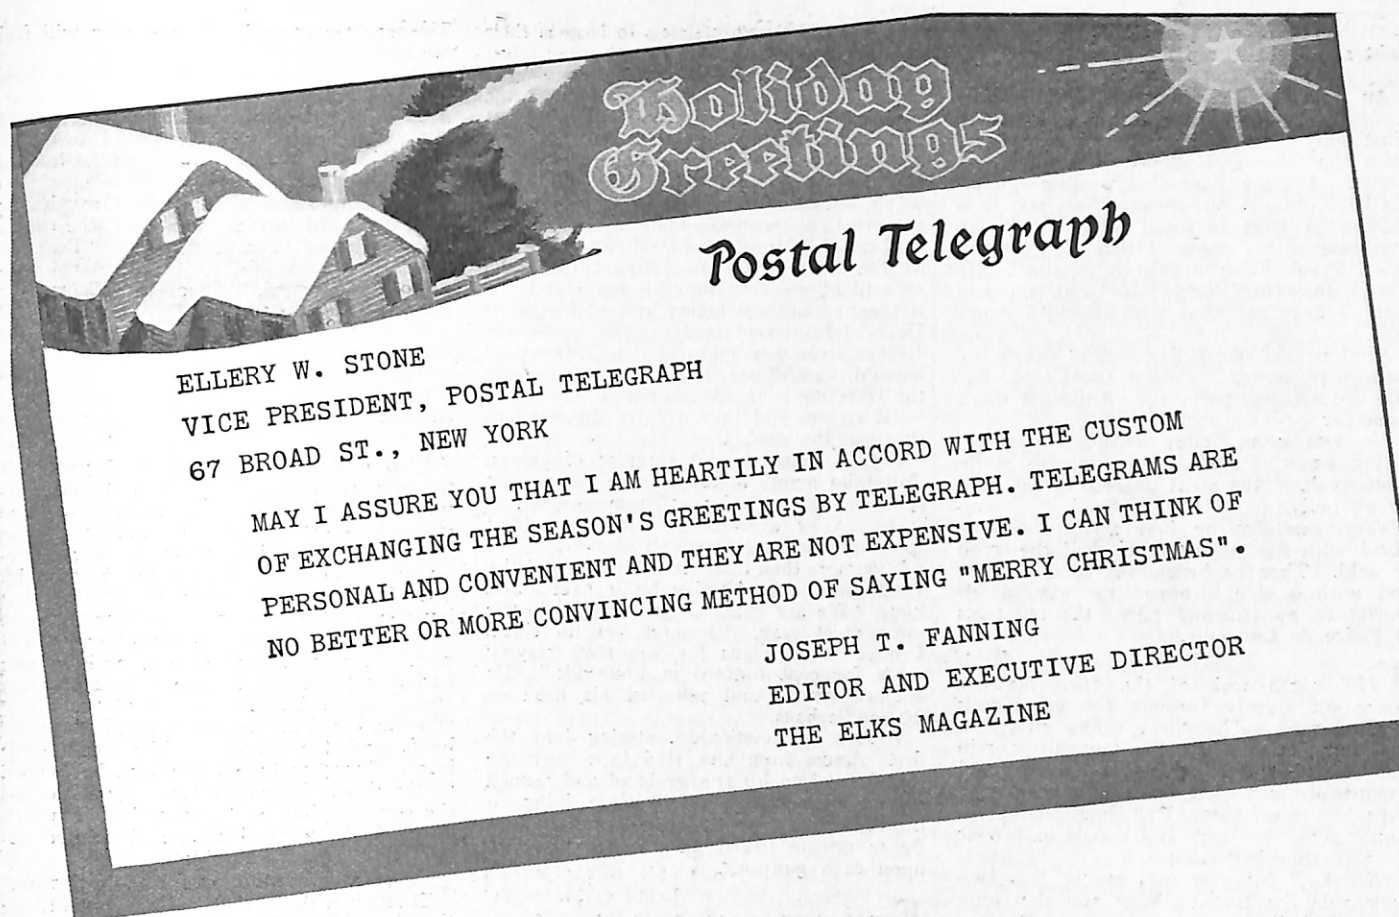 Holiday
Greetings
Postal Telegraph
ELLERY W. STONE
VICE PRESIDENT, POSTAL TELEGRAPH
67 BROAD ST., NEW YORK
MAY I ASSURE YOU THAT I AM HEARTILY IN ACCORD WITH THE CUSTOM
OF EXCHANGING THE SEASON'S GREETINGS BY TELEGRAPH. TELEGRAMS ARE
PERSONAL AND CONVENIENT AND THEY ARE NOT EXPENSIVE. I CAN THINK OF
NO BETTER OR MORE CONVINCING METHOD OF SAYING "MERRY CHRISTMAS".
JOSEPH T. FANNING
EDITOR AND EXECUTIVE DIRECTOR
THE ELKS MAGAZINE